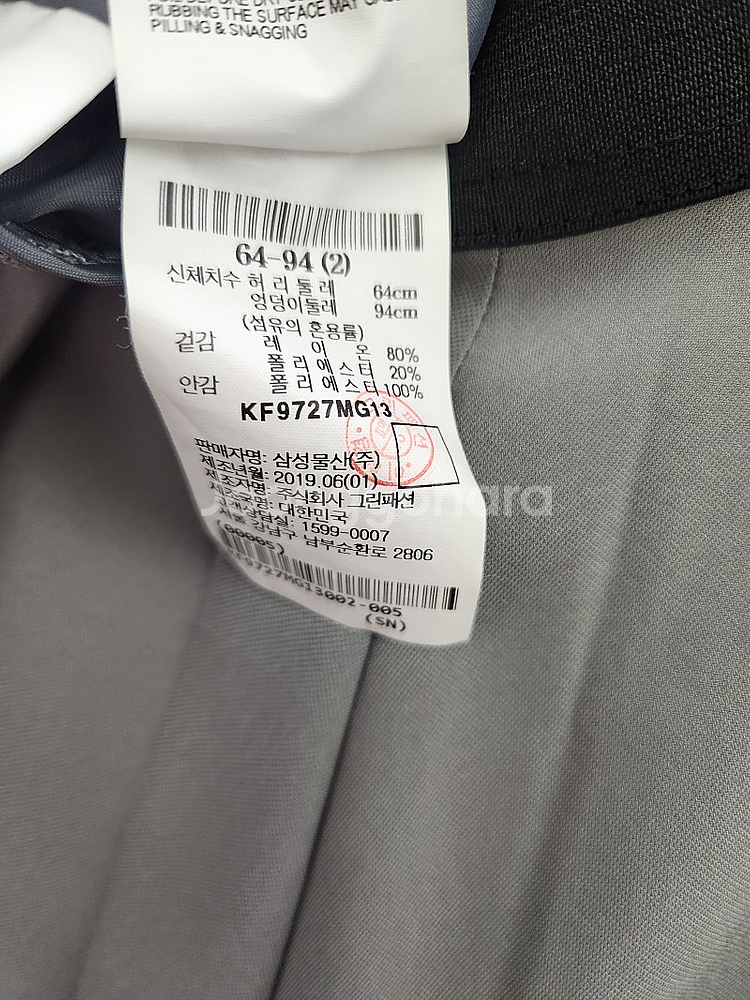 RUBBING THE SURFACE MAY
PILLING & SNAGGING
64-94 (2)
신체치수 허 리 둘 레 64cm
엉덩이둘레 94cm
(섬유의 혼용률)
겉감 레 이 온 80%
폴 리 에 스 터 20%
안감 폴 리 에 스 터 100%
KF9727MG13
판매자명: 삼성물산(주)
제조년월: 2019.06(01)
제조자명: 주식회사 그린패션
제조국명: 대한민국
고객상담실: 1599-0007
서울 강남구 남부순환로 2806
(00005)
KF9727MG13002-005
(SN)